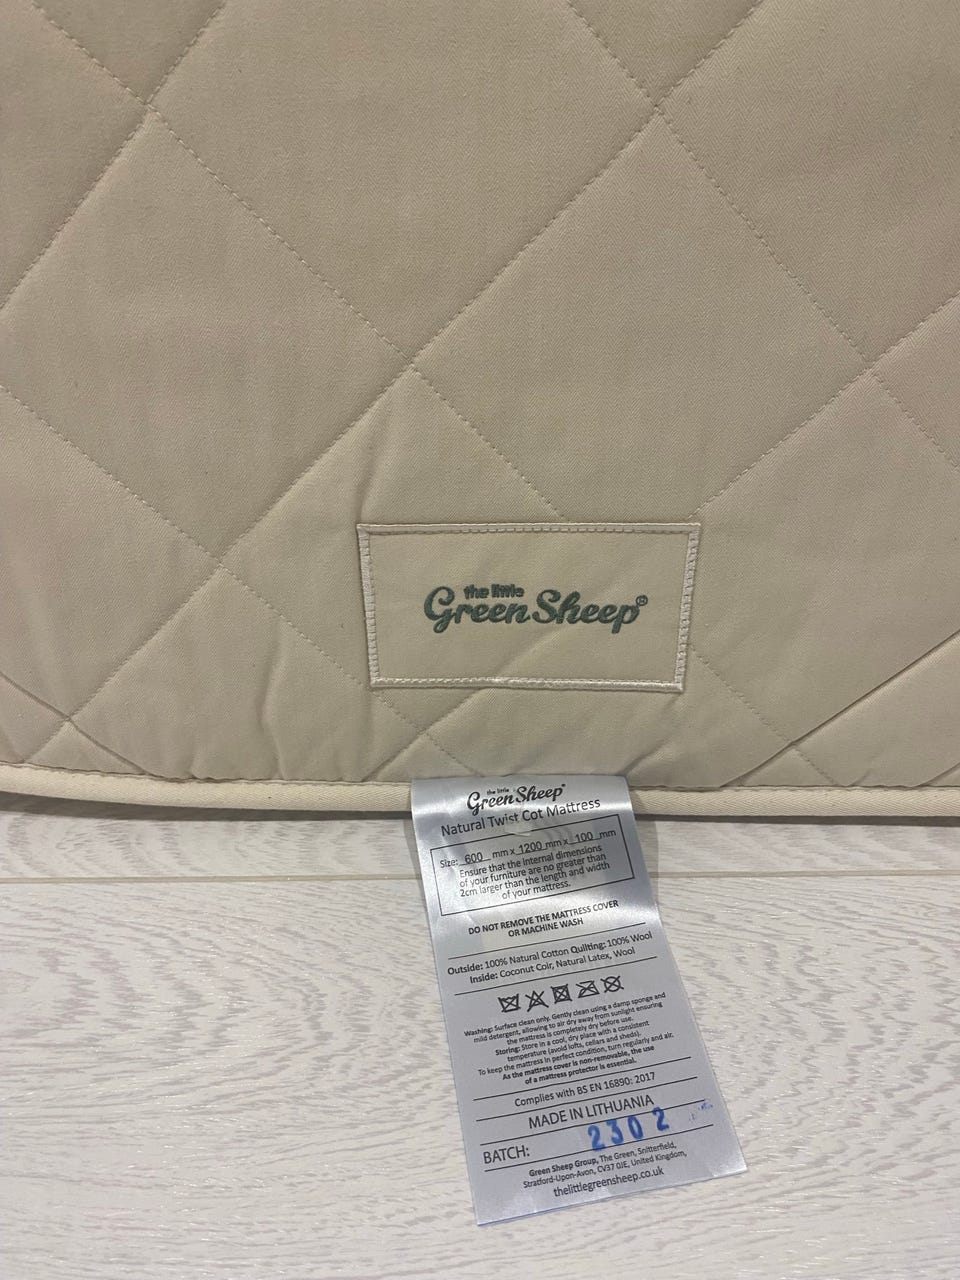 the little
Green Sheep®
the little
Green Sheep®
Natural Twist Cot Mattress
Size: 600 mm x 1200 mm x 100 mm
Ensure that the internal dimensions
of your furniture are no greater than
2cm larger than the length and width
of your mattress.
DO NOT REMOVE THE MATTRESS COVER
OR MACHINE WASH
Outside: 100% Natural Cotton Quilting: 100% Wool
Inside: Coconut Coir, Natural Latex, Wool
Washing: Surface clean only. Gently clean using a damp sponge and
mild detergent, allowing to air dry away from sunlight ensuring
the mattress is completely dry before use.
Storing: Store in a cool, dry place with a consistent
temperature (avoid lofts, cellars and sheds).
To keep the mattress in perfect condition, turn regularly and air.
As the mattress cover is non-removable, the use
of a mattress protector is essential.
Complies with BS EN 16890: 2017
MADE IN LITHUANIA
BATCH: 2302
Green Sheep Group, The Green, Snitterfield,
Stratford-Upon-Avon, CV37 0JE, United Kingdom,
thelittlegreensheep.co.uk